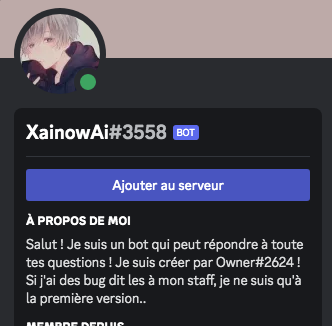 XainowAi#3558 BOT
Ajouter au serveur
À PROPOS DE MOI
Salut ! Je suis un bot qui peut répondre à toute
tes questions ! Je suis créer par Owner#2624 !
Si j'ai des bug dit les à mon staff, je ne suis qu'à
la première version..
MEMBRE DEPUIS